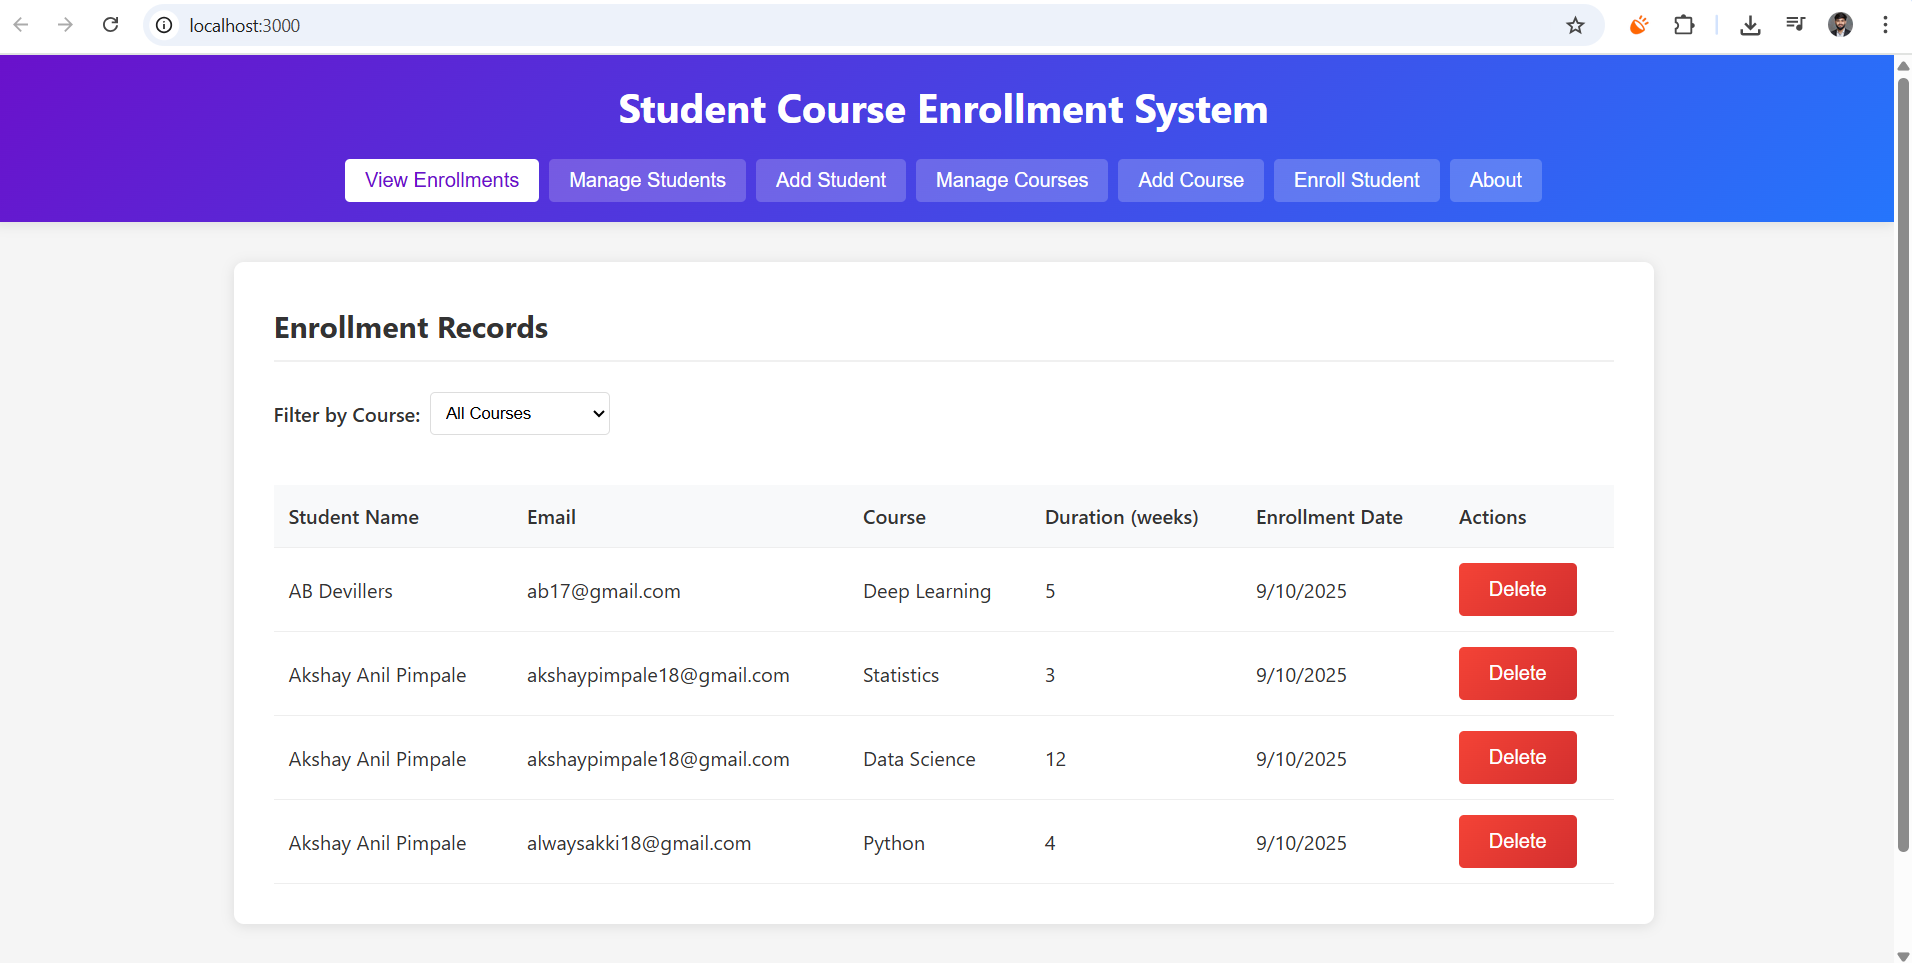 localhost:3000
Student Course Enrollment System
View Enrollments Manage Students Add Student Manage Courses Add Course Enroll Student About
Enrollment Records
Filter by Course: All Courses
Student Name Email Course Duration (weeks) Enrollment Date Actions
AB Devillers ab17@gmail.com Deep Learning 5 9/10/2025 Delete
Akshay Anil Pimpale akshaypimpale18@gmail.com Statistics 3 9/10/2025 Delete
Akshay Anil Pimpale akshaypimpale18@gmail.com Data Science 12 9/10/2025 Delete
Akshay Anil Pimpale alwaysakki18@gmail.com Python 4 9/10/2025 Delete